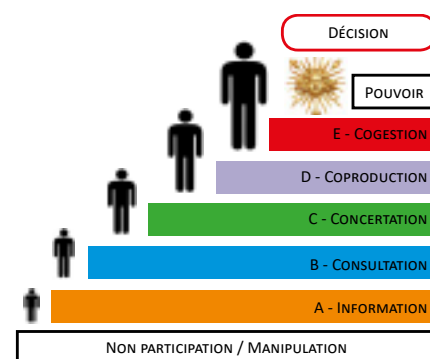 DÉCISION
POUVOIR
E - COGESTION
D - COPRODUCTION
C - CONCERTATION
B - CONSULTATION
A - INFORMATION
NON PARTICIPATION / MANIPULATION